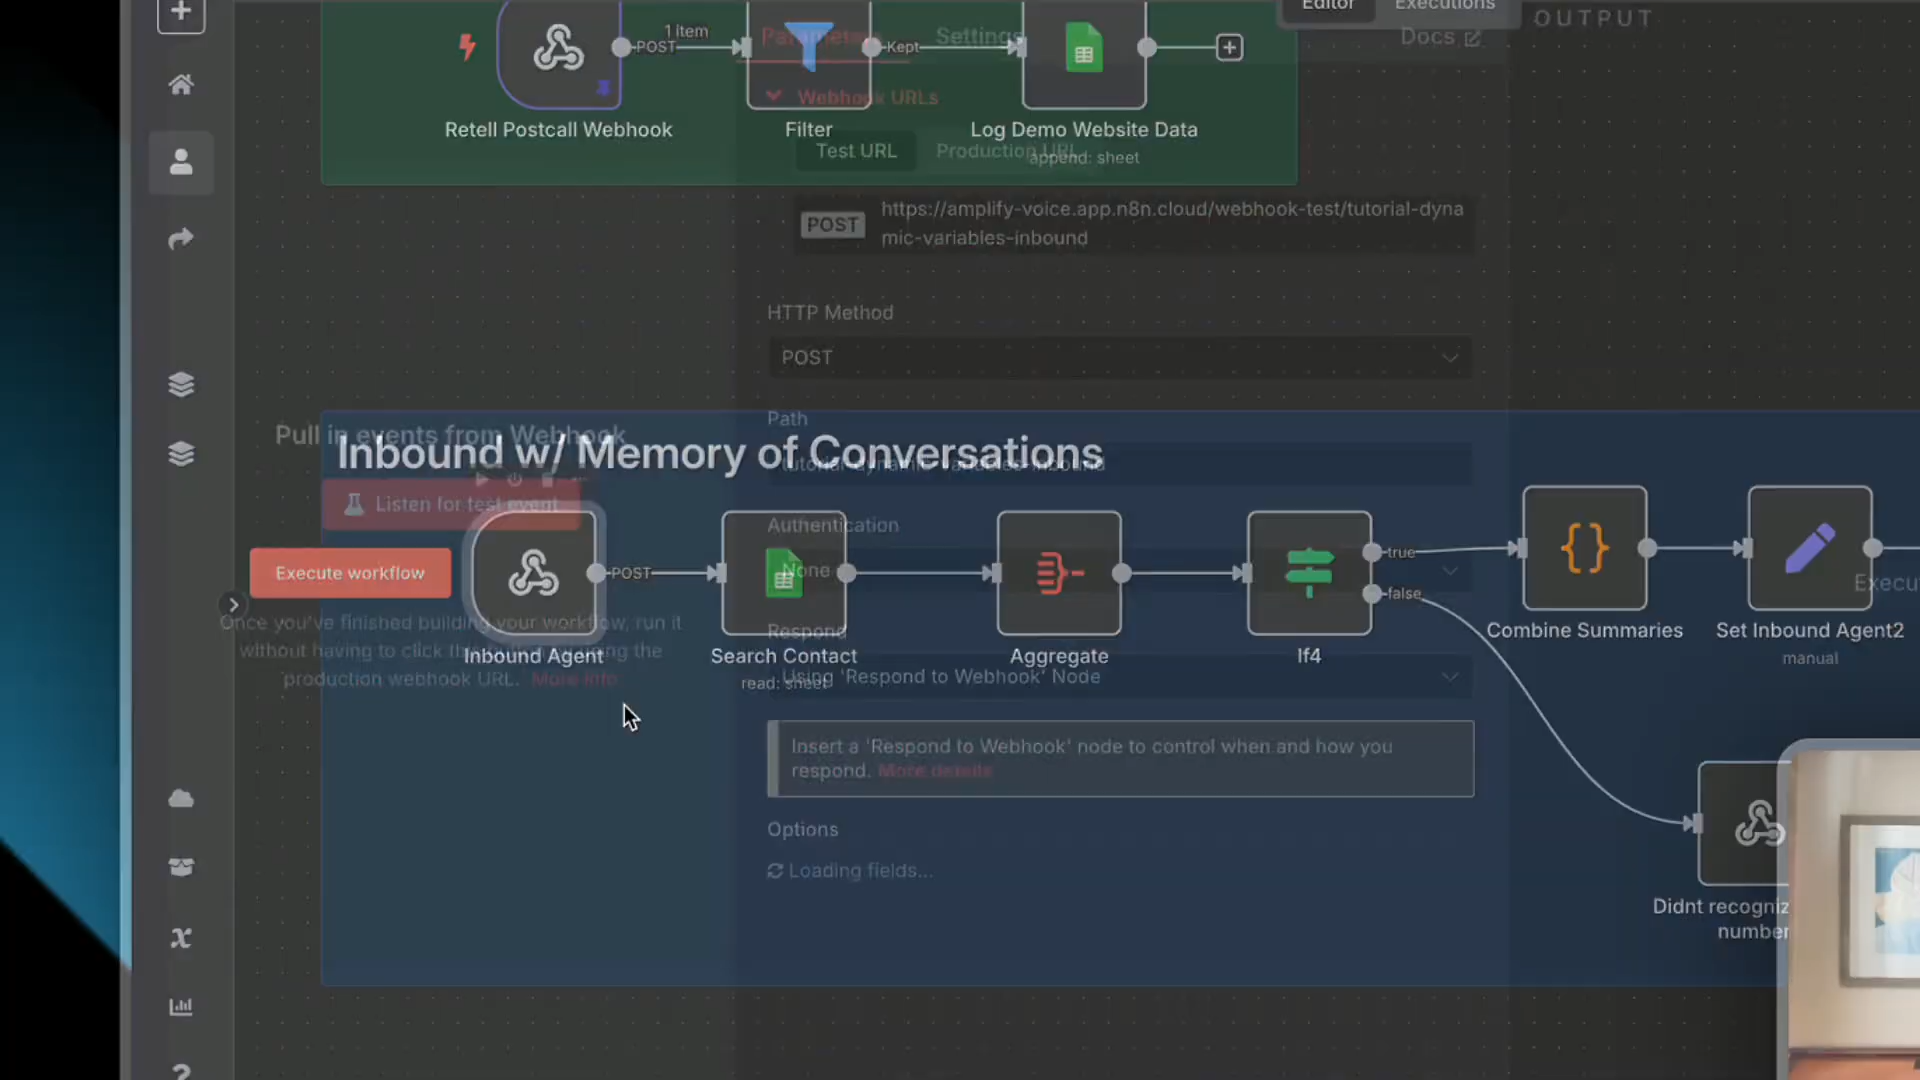 Editor
Executions
OUTPUT
Parameters
Settings
Docs
1 item
POST
Kept
Webhook URLs
Retell Postcall Webhook
Filter
Log Demo Website Data
append: sheet
Test URL
Production URL
POST
https://amplify-voice.app.n8n.cloud/webhook-test/tutorial-dyna
mic-variables-inbound
HTTP Method
POST
Path
Pull in events from Webhook
Inbound w/ Memory of Conversations
tutorial-dynamic-variables-inbound
Listen for test event
Authentication
None
Execute workflow
POST
true
false
Execu
Once you've finished building your workflow, run it
without having to click this button by using the
production webhook URL. More info
Inbound Agent
Respond
Search Contact
read: sheet
Aggregate
If4
Combine Summaries
Set Inbound Agent2
manual
Using 'Respond to Webhook' Node
Insert a 'Respond to Webhook' node to control when and how you
respond. More details
Options
Loading fields...
Didnt recogniz
number